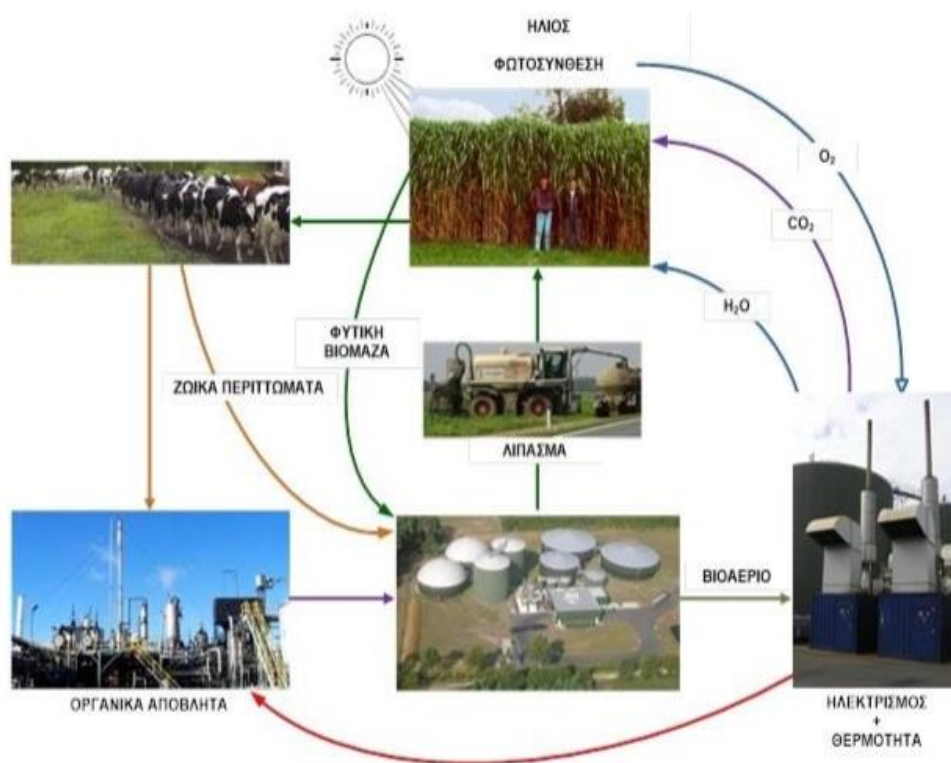 ΗΛΙΟΣ
ΦΩΤΟΣΥΝΘΕΣΗ
O₂
CO₂
H₂O
ΦΥΤΙΚΗ
ΒΙΟΜΑΖΑ
ΖΩΙΚΑ ΠΕΡΙΤΤΩΜΑΤΑ
ΛΙΠΑΣΜΑ
ΒΙΟΑΕΡΙΟ
ΟΡΓΑΝΙΚΑ ΑΠΟΒΛΗΤΑ
ΗΛΕΚΤΡΙΣΜΟΣ
+
ΘΕΡΜΟΤΗΤΑ